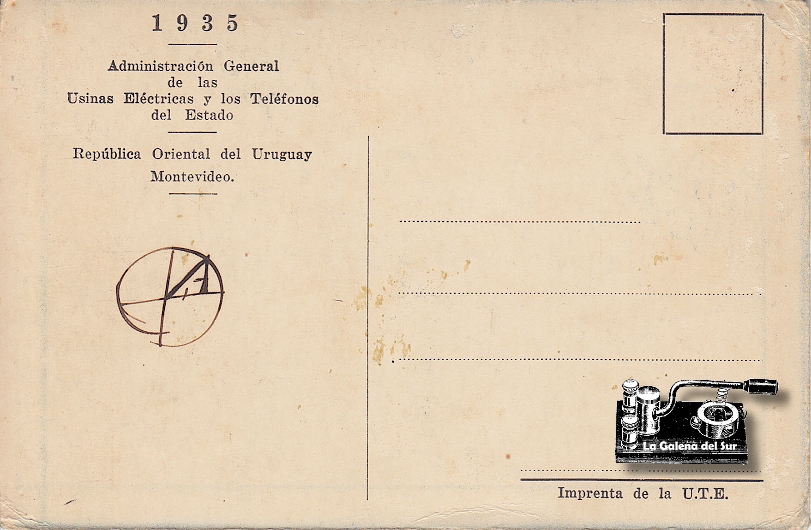 1935
Administración General
de las
Usinas Eléctricas y los Teléfonos
del Estado
República Oriental del Uruguay
Montevideo.
La Galena del Sur
Imprenta de la U.T.E.